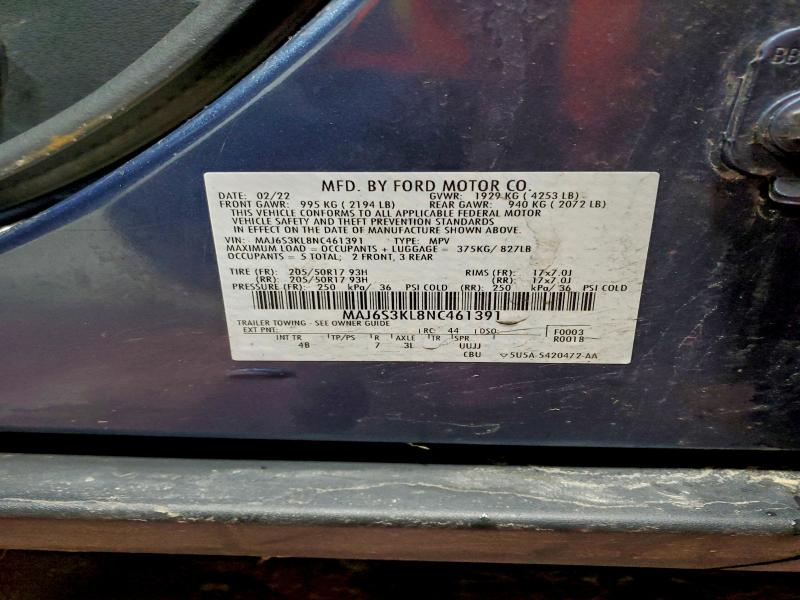 BB
MFD. BY FORD MOTOR CO.
DATE: 02/22 GVWR: 1929 KG ( 4253 LB)
FRONT GAWR: 995 KG ( 2194 LB) REAR GAWR: 940 KG ( 2072 LB)
THIS VEHICLE CONFORMS TO ALL APPLICABLE FEDERAL MOTOR
VEHICLE SAFETY AND THEFT PREVENTION STANDARDS
IN EFFECT ON THE DATE OF MANUFACTURE SHOWN ABOVE.
VIN: MAJ6S3KL8NC461391 TYPE: MPV
MAXIMUM LOAD = OCCUPANTS + LUGGAGE = 375KG/ 827LB
OCCUPANTS = 5 TOTAL; 2 FRONT, 3 REAR
TIRE (FR): 205/50R17 93H RIMS (FR): 17x7.0J
(RR): 205/50R17 93H (RR): 17x7.0J
PRESSURE (FR): 250 kPa/ 36 PSI COLD (RR): 250 kPa/ 36 PSI COLD
MAJ6S3KL8NC461391
TRAILER TOWING - SEE OWNER GUIDE
EXT PNT: RC: 44 DSO: F0003
R0018
INT TR TP/PS R AXLE TR SPR
4B 7 3L UUJJ
CBU 5U5A-5420472-AA